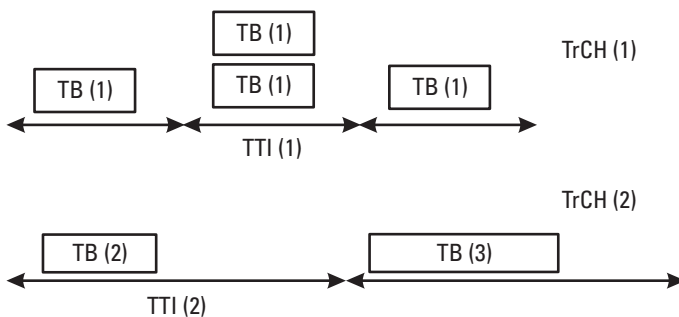 TB (1)
TrCH (1)
TB (1)
TB (1)
TB (1)
TTI (1)
TrCH (2)
TB (2)
TB (3)
TTI (2)